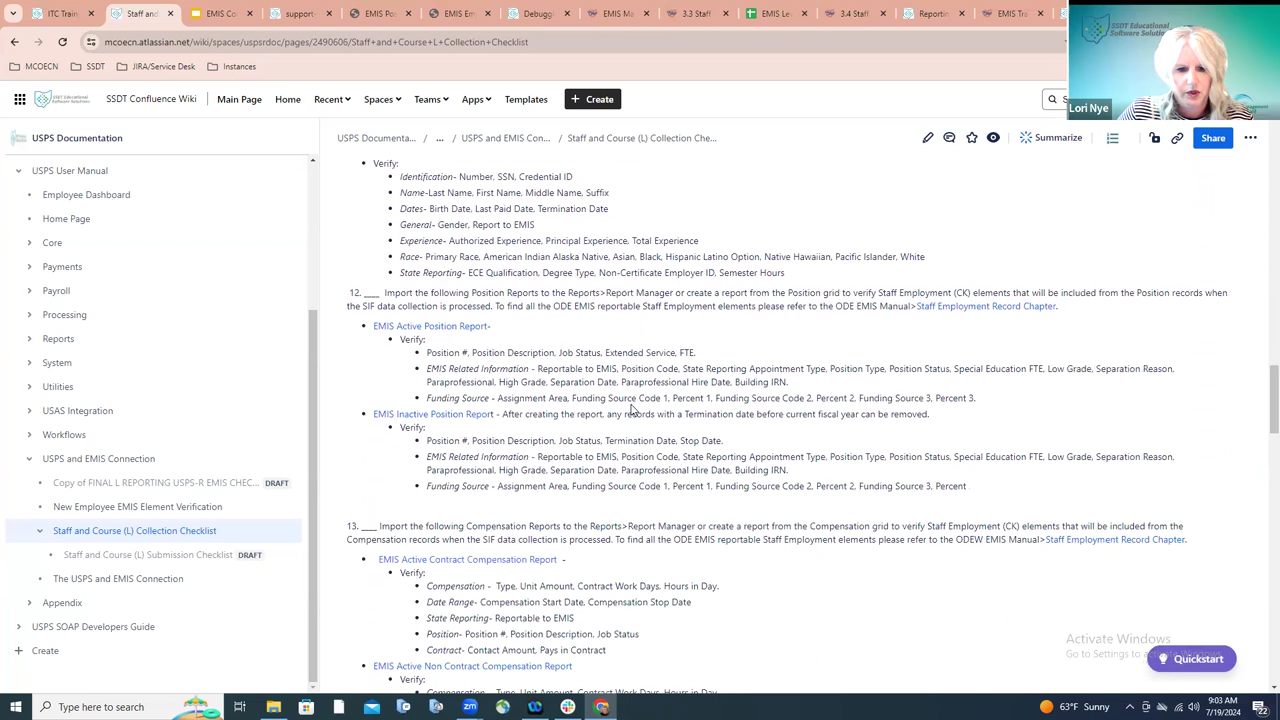 ITC Staff
Staff and
EMIS Co
support
EMIS Po
EMIS Po
Debugg
EMIS M
3.3 Staff
EMIS Le
3.4 Staff
Reportin
EMIS Tra
mcoecn.atlassian.net/wiki/spaces/uspsrdoc/pages/2490606/Staff+and+Course+L+Collection+Checklist
MCOECN
SSDT
JIRA/Service Desk
Instances
SSDT Educational
Software Solutio
Lori Nye
SSDT Confluence Wiki
Main Page
Home
Recent
Spaces
Teams
Apps
Templates
+ Create
S
USPS Documentation
USPS Documenta... / ... / USPS and EMIS Con... / Staff and Course (L) Collection Che...
Summarize
Share
USPS User Manual
Employee Dashboard
Home Page
Core
Payments
Payroll
Processing
Reports
System
Utilities
USAS Integration
Workflows
USPS and EMIS Connection
Copy of FINAL L REPORTING USPS-R EMIS CHEC... DRAFT
New Employee EMIS Element Verification
Staff and Course (L) Collection Checklist
Staff and Course (L) Submission Checklist DRAFT
The USPS and EMIS Connection
Appendix
USPS SOAP Developers Guide
Create
Verify:
Identification- Number. SSN, Credential ID
Name-Last Name, First Name, Middle Name, Suffix
Dates- Birth Date, Last Paid Date, Termination Date
General- Gender, Report to EMIS
Experience- Authorized Experience, Principal Experience, Total Experience
Race- Primary Race, American Indian Alaska Native, Asian, Black, Hispanic Latino Option, Native Hawaiian, Pacific Islander, White
State Reporting- ECE Qualification, Degree Type, Non-Certificate Employer ID, Semester Hours
12. ____ Import the following Position Reports to the Reports>Report Manager or create a report from the Position grid to verify Staff Employment (CK) elements that will be included from the Position records when
the SIF data collection is processed. To find all the ODE EMIS reportable Staff Employment elements please refer to the ODE EMIS Manual>Staff Employment Record Chapter.
EMIS Active Position Report-
Verify:
Position #, Position Description, Job Status, Extended Service, FTE.
EMIS Related Information - Reportable to EMIS, Position Code, State Reporting Appointment Type, Position Type, Position Status, Special Education FTE, Low Grade, Separation Reason,
Paraprofessional, High Grade, Separation Date, Paraprofessional Hire Date, Building IRN.
Funding Source - Assignment Area, Funding Source Code 1, Percent 1, Funding Source Code 2, Percent 2, Funding Source 3, Percent 3.
EMIS Inactive Position Report - After creating the report, any records with a Termination date before current fiscal year can be removed.
Verify:
Position #, Position Description, Job Status, Termination Date, Stop Date.
EMIS Related Information - Reportable to EMIS, Position Code, State Reporting Appointment Type, Position Type, Position Status, Special Education FTE, Low Grade, Separation Reason,
Paraprofessional, High Grade, Separation Date, Paraprofessional Hire Date, Building IRN.
Funding Source - Assignment Area, Funding Source Code 1, Percent 1, Funding Source Code 2, Percent 2, Funding Source 3, Percent .
13. ____ Import the following Compensation Reports to the Reports>Report Manager or create a report from the Compensation grid to verify Staff Employment (CK) elements that will be included from the
Compensation records when the SIF data collection is processed. To find all the ODE EMIS reportable Staff Employment elements please refer to the ODEW EMIS Manual>Staff Employment Record Chapter.
EMIS Active Contract Compensation Report -
Verify:
Compensation - Type, Unit Amount, Contract Work Days, Hours in Day.
Date Range- Compensation Start Date, Compensation Stop Date
State Reporting- Reportable to EMIS
Position- Position #, Position Description, Job Status
Contract- Contact Amount, Pays in Contract
EMIS Active Non Contract Compensation Report
Verify:
Compensation - Type, Unit Amount, Contract Work Days, Hours in Day.
Activate Windows
Go to Settings to activate Windows.
Quickstart
Type here to search
zm
63°F Sunny
9:03 AM
7/19/2024
22